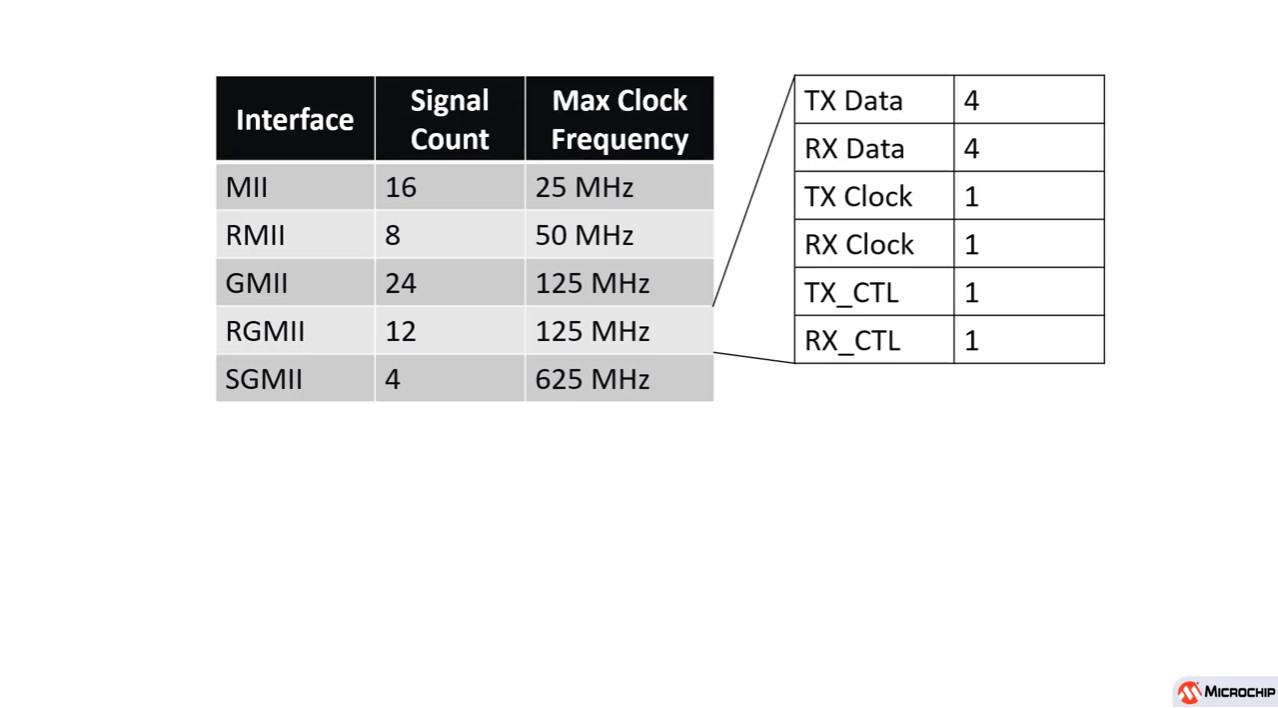 Interface Signal Count Max Clock Frequency
MII 16 25 MHz
RMII 8 50 MHz
GMII 24 125 MHz
RGMII 12 125 MHz
SGMII 4 625 MHz
TX Data 4
RX Data 4
TX Clock 1
RX Clock 1
TX_CTL 1
RX_CTL 1
MICROCHIP